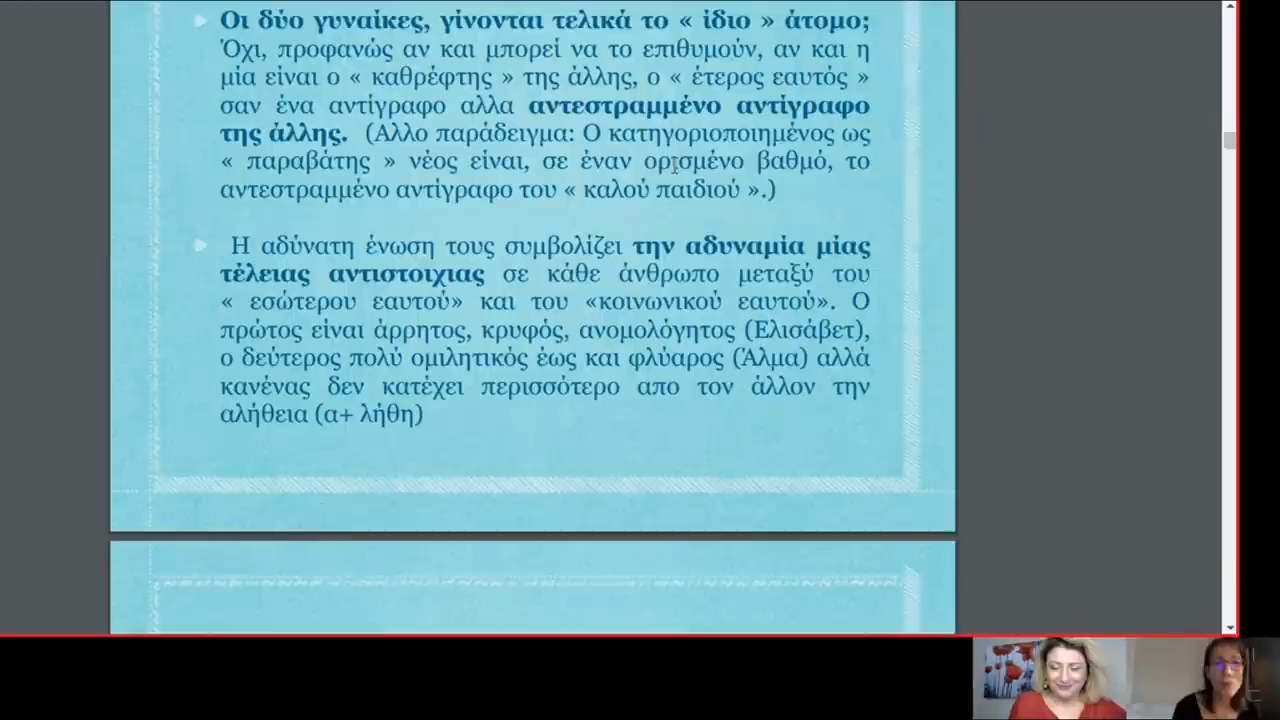 Οι δύο γυναίκες, γίνονται τελικά το « ίδιο » άτομο;
Όχι, προφανώς αν και μπορεί να το επιθυμούν, αν και η
μία είναι ο « καθρέφτης » της άλλης, ο « έτερος εαυτός »
σαν ένα αντίγραφο αλλα αντεστραμμένο αντίγραφο
της άλλης. (Αλλο παράδειγμα: Ο κατηγοριοποιημένος ως
« παραβάτης » νέος είναι, σε έναν ορισμένο βαθμό, το
αντεστραμμένο αντίγραφο του « καλού παιδιού ».)
Η αδύνατη ένωση τους συμβολίζει την αδυναμία μίας
τέλειας αντιστοιχιας σε κάθε άνθρωπο μεταξύ του
« εσώτερου εαυτού» και του «κοινωνικού εαυτού». Ο
πρώτος είναι άρρητος, κρυφός, ανομολόγητος (Ελισάβετ),
ο δεύτερος πολύ ομιλητικός έως και φλύαρος (Άλμα) αλλά
κανένας δεν κατέχει περισσότερο απο τον άλλον την
αλήθεια (α+ λήθη)